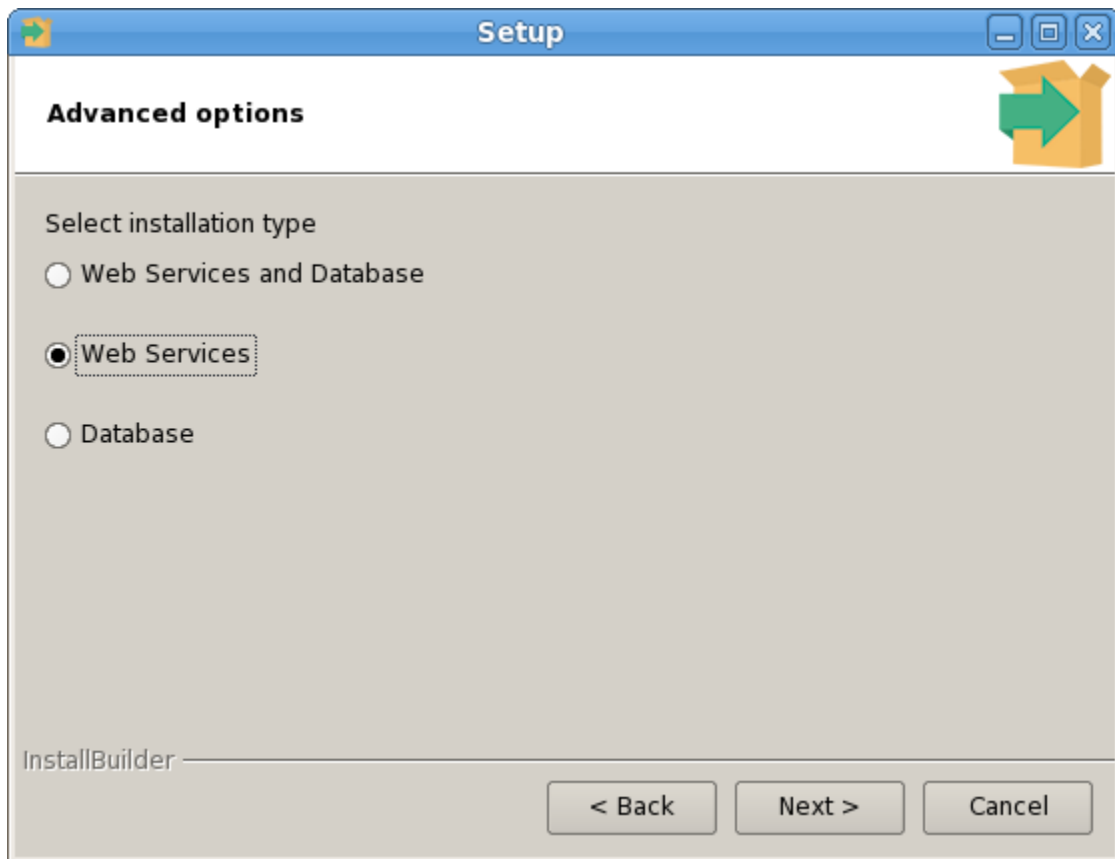 Setup
Advanced options
Select installation type
Web Services and Database
Web Services
Database
InstallBuilder
< Back
Next >
Cancel